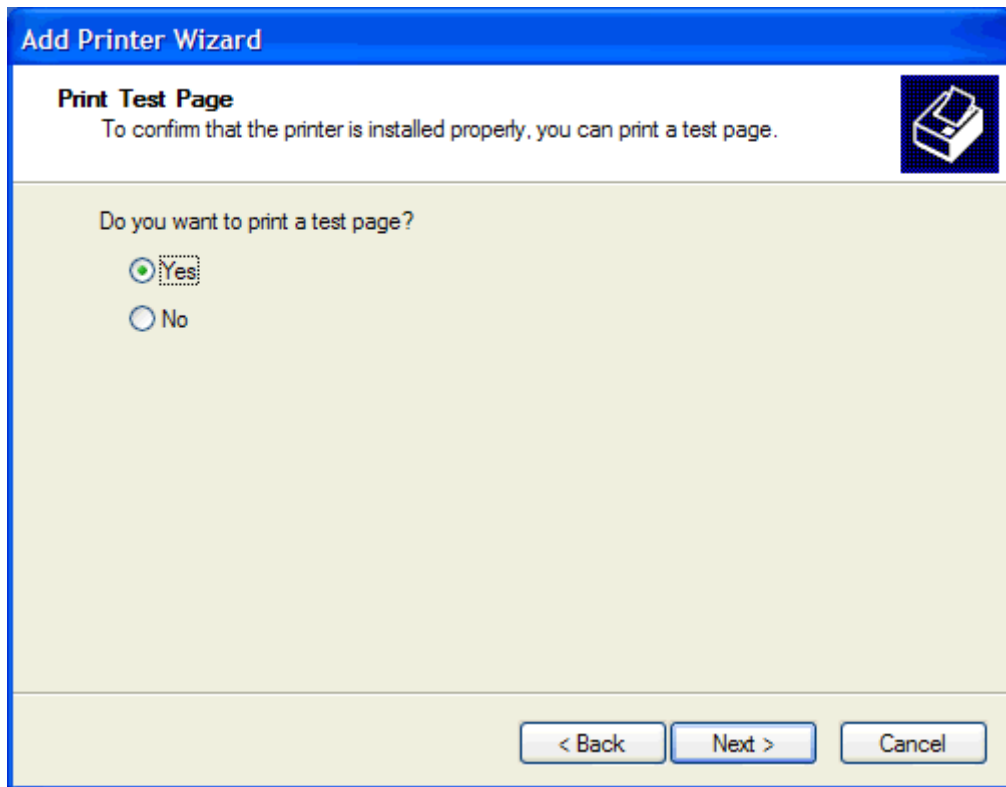 Add Printer Wizard
Print Test Page
To confirm that the printer is installed properly, you can print a test page.
Do you want to print a test page?
Yes
No
< Back Next > Cancel